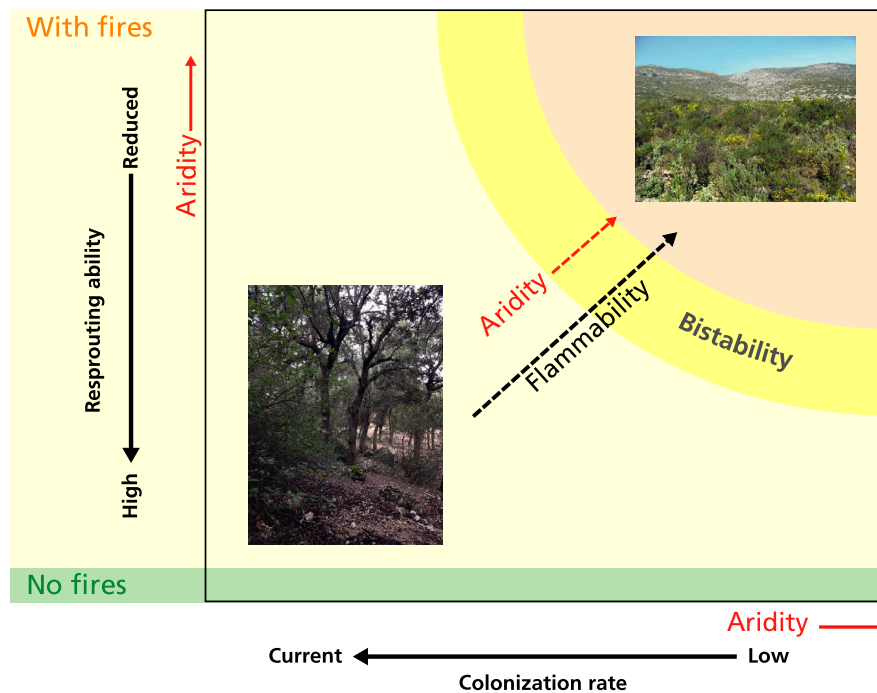 With fires
Reduced
Aridity
Resprouting ability
High
Aridity
Flammability
Bistability
No fires
Aridity
Current
Low
Colonization rate